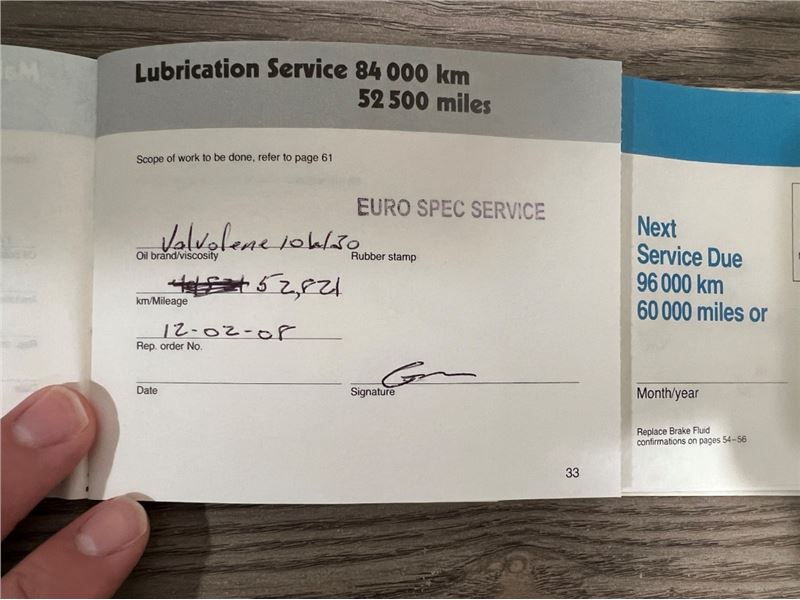 Lubrication Service 84 000 km
52 500 miles
Scope of work to be done, refer to page 61
EURO SPEC SERVICE
Valvolene 10W30
Oil brand/viscosity
Rubber stamp
52,821
km/Mileage
12-02-08
Rep. order No.
Date
Signature
33
Next
Service Due
96 000 km
60 000 miles or
Month/year
Replace Brake Fluid
confirmations on pages 54–56